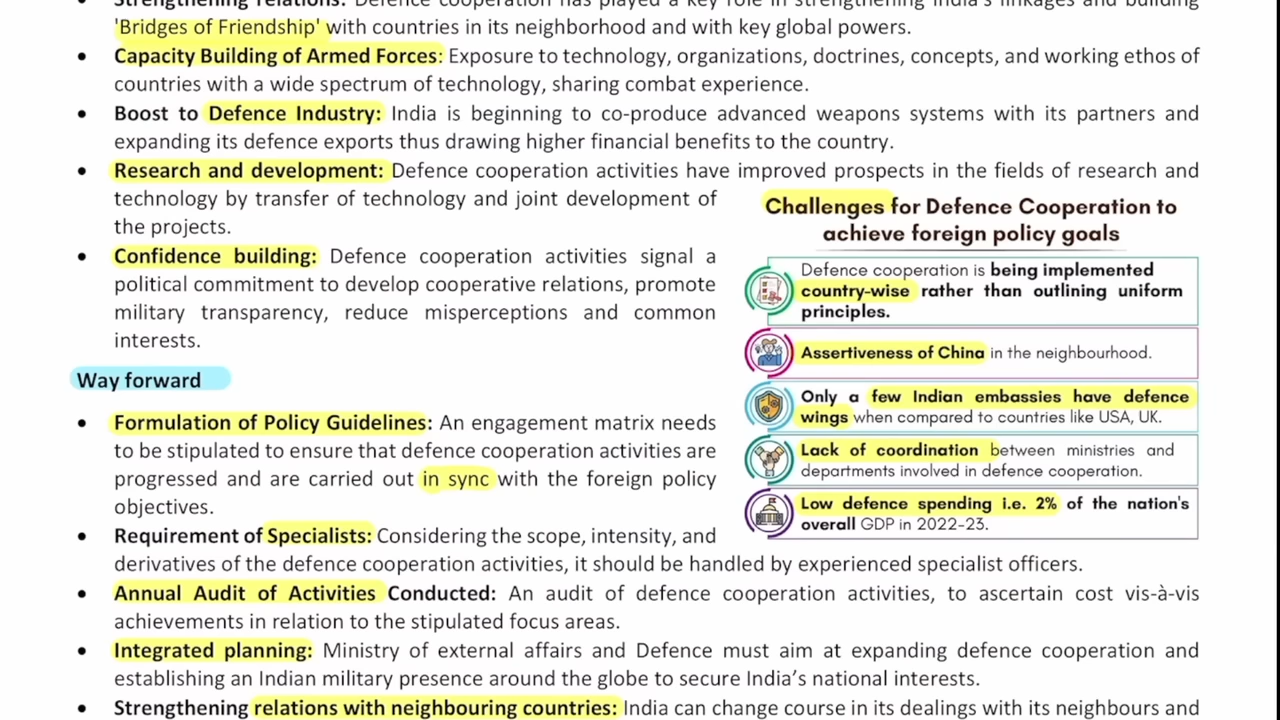 Strengthening relations: Defence cooperation has played a key role in strengthening India's linkages and building
'Bridges of Friendship' with countries in its neighborhood and with key global powers.
• Capacity Building of Armed Forces: Exposure to technology, organizations, doctrines, concepts, and working ethos of
countries with a wide spectrum of technology, sharing combat experience.
• Boost to Defence Industry: India is beginning to co-produce advanced weapons systems with its partners and
expanding its defence exports thus drawing higher financial benefits to the country.
• Research and development: Defence cooperation activities have improved prospects in the fields of research and
technology by transfer of technology and joint development of
the projects.
• Confidence building: Defence cooperation activities signal a
political commitment to develop cooperative relations, promote
military transparency, reduce misperceptions and common
interests.
Challenges for Defence Cooperation to
achieve foreign policy goals
Defence cooperation is being implemented
country-wise rather than outlining uniform
principles.
Assertiveness of China in the neighbourhood.
Only a few Indian embassies have defence
wings when compared to countries like USA, UK.
Lack of coordination between ministries and
departments involved in defence cooperation.
Low defence spending i.e. 2% of the nation's
overall GDP in 2022-23.
Way forward
• Formulation of Policy Guidelines: An engagement matrix needs
to be stipulated to ensure that defence cooperation activities are
progressed and are carried out in sync with the foreign policy
objectives.
• Requirement of Specialists: Considering the scope, intensity, and
derivatives of the defence cooperation activities, it should be handled by experienced specialist officers.
• Annual Audit of Activities Conducted: An audit of defence cooperation activities, to ascertain cost vis-à-vis
achievements in relation to the stipulated focus areas.
• Integrated planning: Ministry of external affairs and Defence must aim at expanding defence cooperation and
establishing an Indian military presence around the globe to secure India's national interests.
• Strengthening relations with neighbouring countries: India can change course in its dealings with its neighbours and